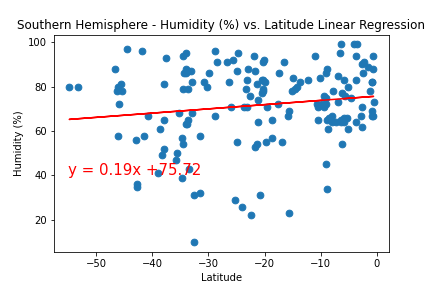 Southern Hemisphere - Humidity (%) vs. Latitude Linear Regression
100
80
60
40
20
Humidity (%)
y = 0.19x +75.72
−50 −40 −30 −20 −10 0
Latitude